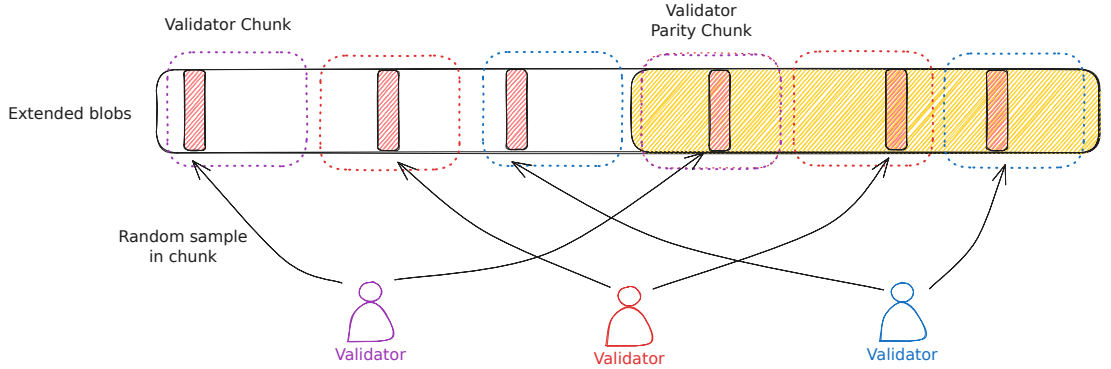 Validator Chunk
Validator
Parity Chunk
Extended blobs
Random sample
in chunk
Validator
Validator
Validator